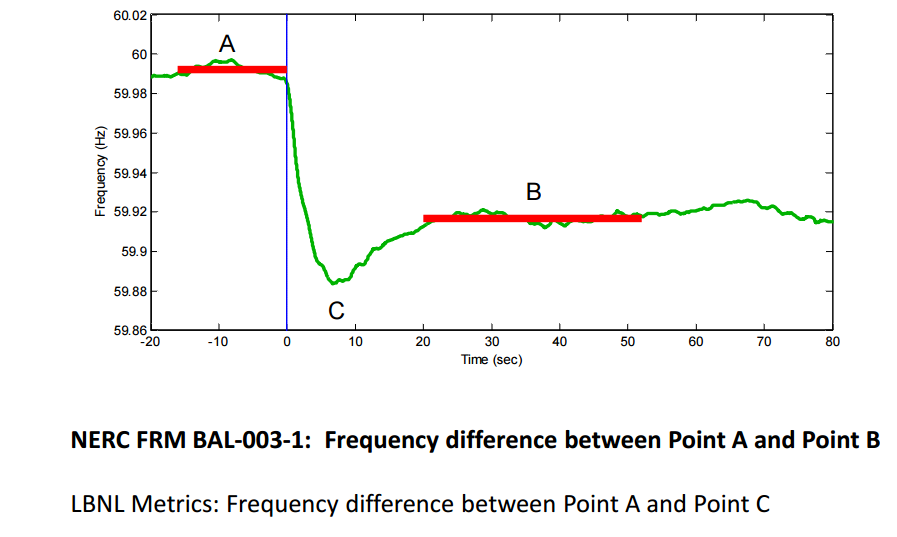 60.02
60
59.98
59.96
59.94
59.92
59.9
59.88
59.86
Frequency (Hz)
A
B
C
-20 -10 0 10 20 30 40 50 60 70 80
Time (sec)
NERC FRM BAL-003-1: Frequency difference between Point A and Point B
LBNL Metrics: Frequency difference between Point A and Point C